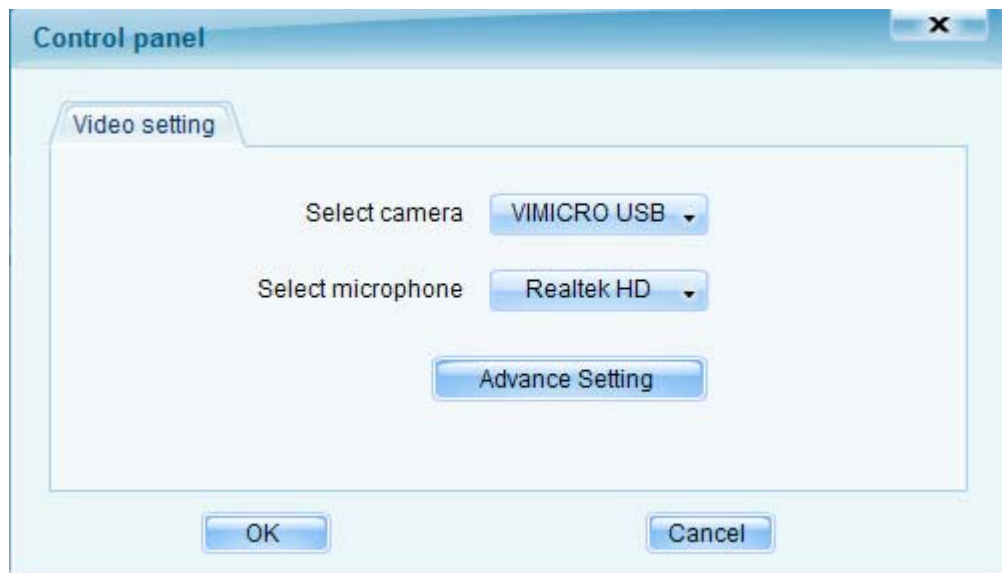 Control panel
x
Video setting
Select camera VIMICRO USB
Select microphone Realtek HD
Advance Setting
OK Cancel